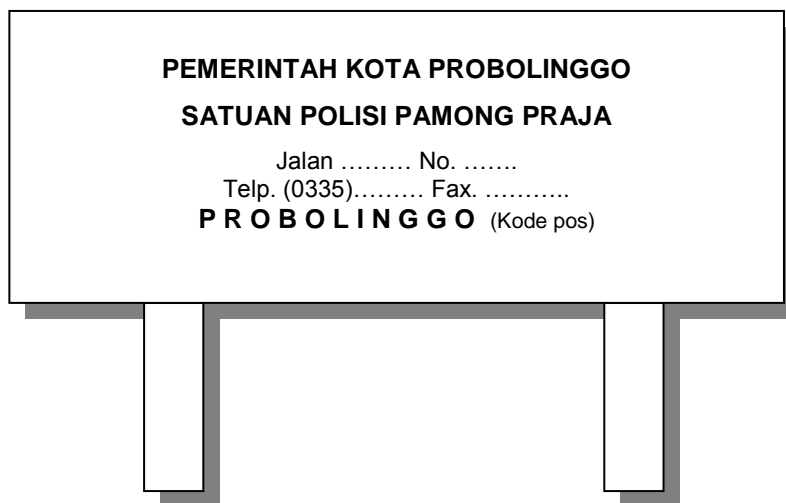 PEMERINTAH KOTA PROBOLINGGO
SATUAN POLISI PAMONG PRAJA
Jalan ……… No. …….
Telp. (0335)……… Fax. ………..
P R O B O L I N G G O (Kode pos)